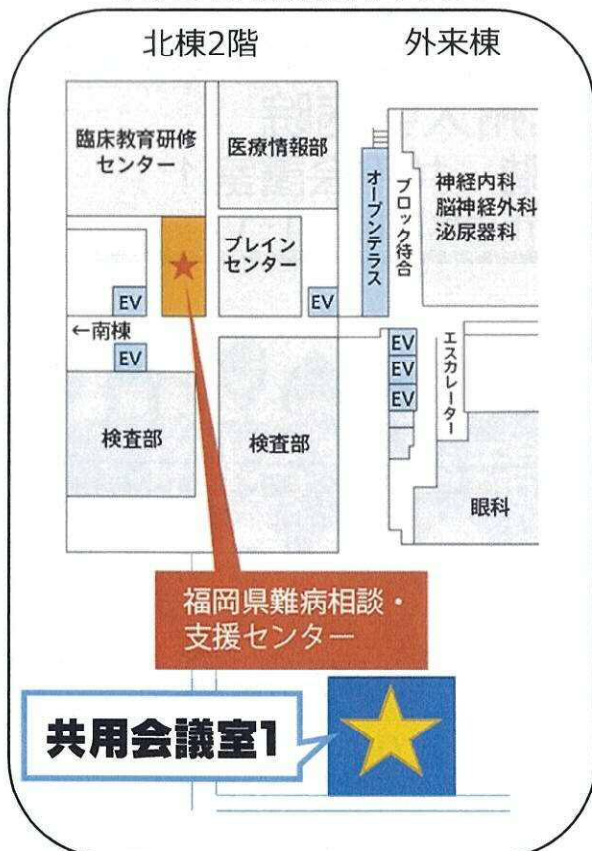 北棟2階
外来棟
臨床教育研修
センター
医療情報部
オープンテラス
ブロック待合
神経内科
脳神経外科
泌尿器科
ブレイン
センター
EV
EV
←南棟
EV
EV
EV
EV
エスカレーター
検査部
検査部
眼科
福岡県難病相談・
支援センター
共用会議室1